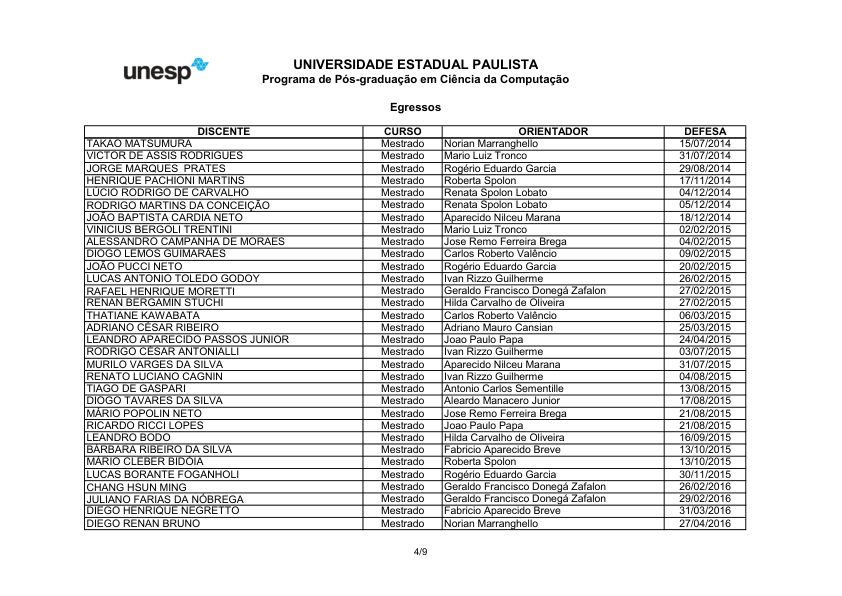 unesp
UNIVERSIDADE ESTADUAL PAULISTA
Programa de Pós-graduação em Ciência da Computação
Egressos
DISCENTE CURSO ORIENTADOR DEFESA
TAKAO MATSUMURA Mestrado Norian Marranghello 15/07/2014
VICTOR DE ASSIS RODRIGUES Mestrado Mario Luiz Tronco 31/07/2014
JORGE MARQUES PRATES Mestrado Rogério Eduardo Garcia 29/08/2014
HENRIQUE PACHIONI MARTINS Mestrado Roberta Spolon 17/11/2014
LUCIO RODRIGO DE CARVALHO Mestrado Renata Spolon Lobato 04/12/2014
RODRIGO MARTINS DA CONCEIÇÃO Mestrado Renata Spolon Lobato 05/12/2014
JOÃO BAPTISTA CARDIA NETO Mestrado Aparecido Nilceu Marana 18/12/2014
VINICIUS BERGOLI TRENTINI Mestrado Mario Luiz Tronco 02/02/2015
ALESSANDRO CAMPANHA DE MORAES Mestrado Jose Remo Ferreira Brega 04/02/2015
DIOGO LEMOS GUIMARÃES Mestrado Carlos Roberto Valêncio 09/02/2015
JOÃO PUCCI NETO Mestrado Rogério Eduardo Garcia 20/02/2015
LUCAS ANTONIO TOLEDO GODOY Mestrado Ivan Rizzo Guilherme 26/02/2015
RAFAEL HENRIQUE MORETTI Mestrado Geraldo Francisco Donegá Zafalon 27/02/2015
RENAN BERGAMIN STUCHI Mestrado Hilda Carvalho de Oliveira 27/02/2015
THATIANE KAWABATA Mestrado Carlos Roberto Valêncio 06/03/2015
ADRIANO CÉSAR RIBEIRO Mestrado Adriano Mauro Cansian 25/03/2015
LEANDRO APARECIDO PASSOS JUNIOR Mestrado Joao Paulo Papa 24/04/2015
RODRIGO CÉSAR ANTONIALLI Mestrado Ivan Rizzo Guilherme 03/07/2015
MURILO VARGES DA SILVA Mestrado Aparecido Nilceu Marana 31/07/2015
RENATO LUCIANO CAGNIN Mestrado Ivan Rizzo Guilherme 04/08/2015
TIAGO DE GASPARI Mestrado Antonio Carlos Sementille 13/08/2015
DIOGO TAVARES DA SILVA Mestrado Aleardo Manacero Junior 17/08/2015
MÁRIO POPOLIN NETO Mestrado Jose Remo Ferreira Brega 21/08/2015
RICARDO RICCI LOPES Mestrado Joao Paulo Papa 21/08/2015
LEANDRO BODO Mestrado Hilda Carvalho de Oliveira 16/09/2015
BÁRBARA RIBEIRO DA SILVA Mestrado Fabricio Aparecido Breve 13/10/2015
MÁRIO CLEBER BIDÓIA Mestrado Roberta Spolon 13/10/2015
LUCAS BORANTE FOGANHOLI Mestrado Rogério Eduardo Garcia 30/11/2015
CHANG HSUN MING Mestrado Geraldo Francisco Donegá Zafalon 26/02/2016
JULIANO FARIAS DA NÓBREGA Mestrado Geraldo Francisco Donegá Zafalon 29/02/2016
DIEGO HENRIQUE NEGRETTO Mestrado Fabricio Aparecido Breve 31/03/2016
DIEGO RENAN BRUNO Mestrado Norian Marranghello 27/04/2016
4/9